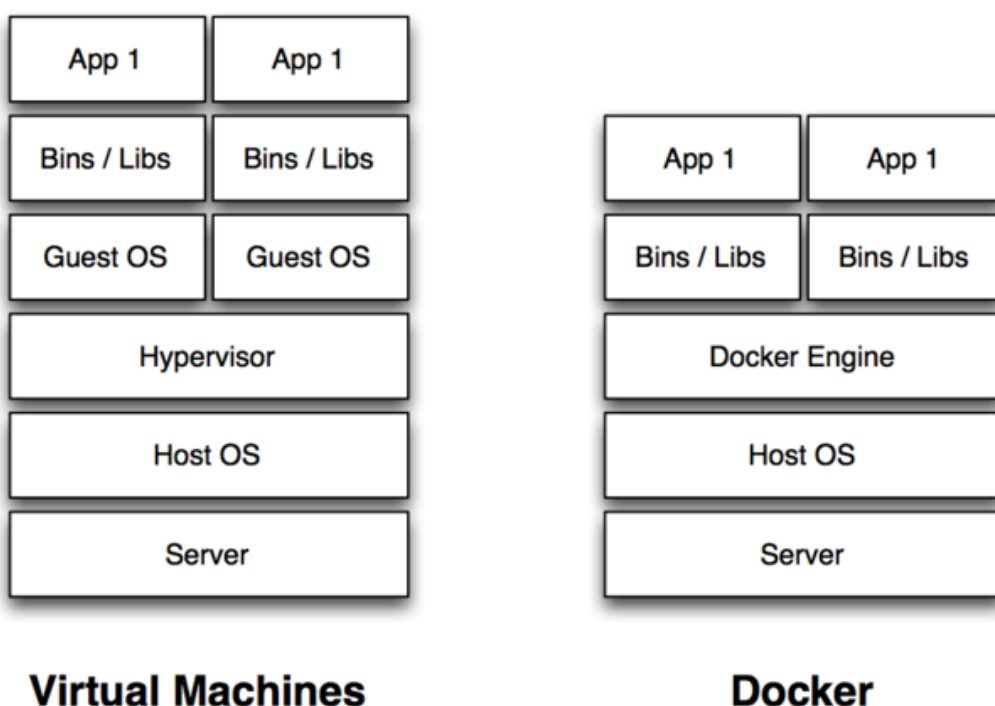 App 1 App 1
Bins / Libs Bins / Libs
Guest OS Guest OS
Hypervisor
Host OS
Server
Virtual Machines
App 1 App 1
Bins / Libs Bins / Libs
Docker Engine
Host OS
Server
Docker